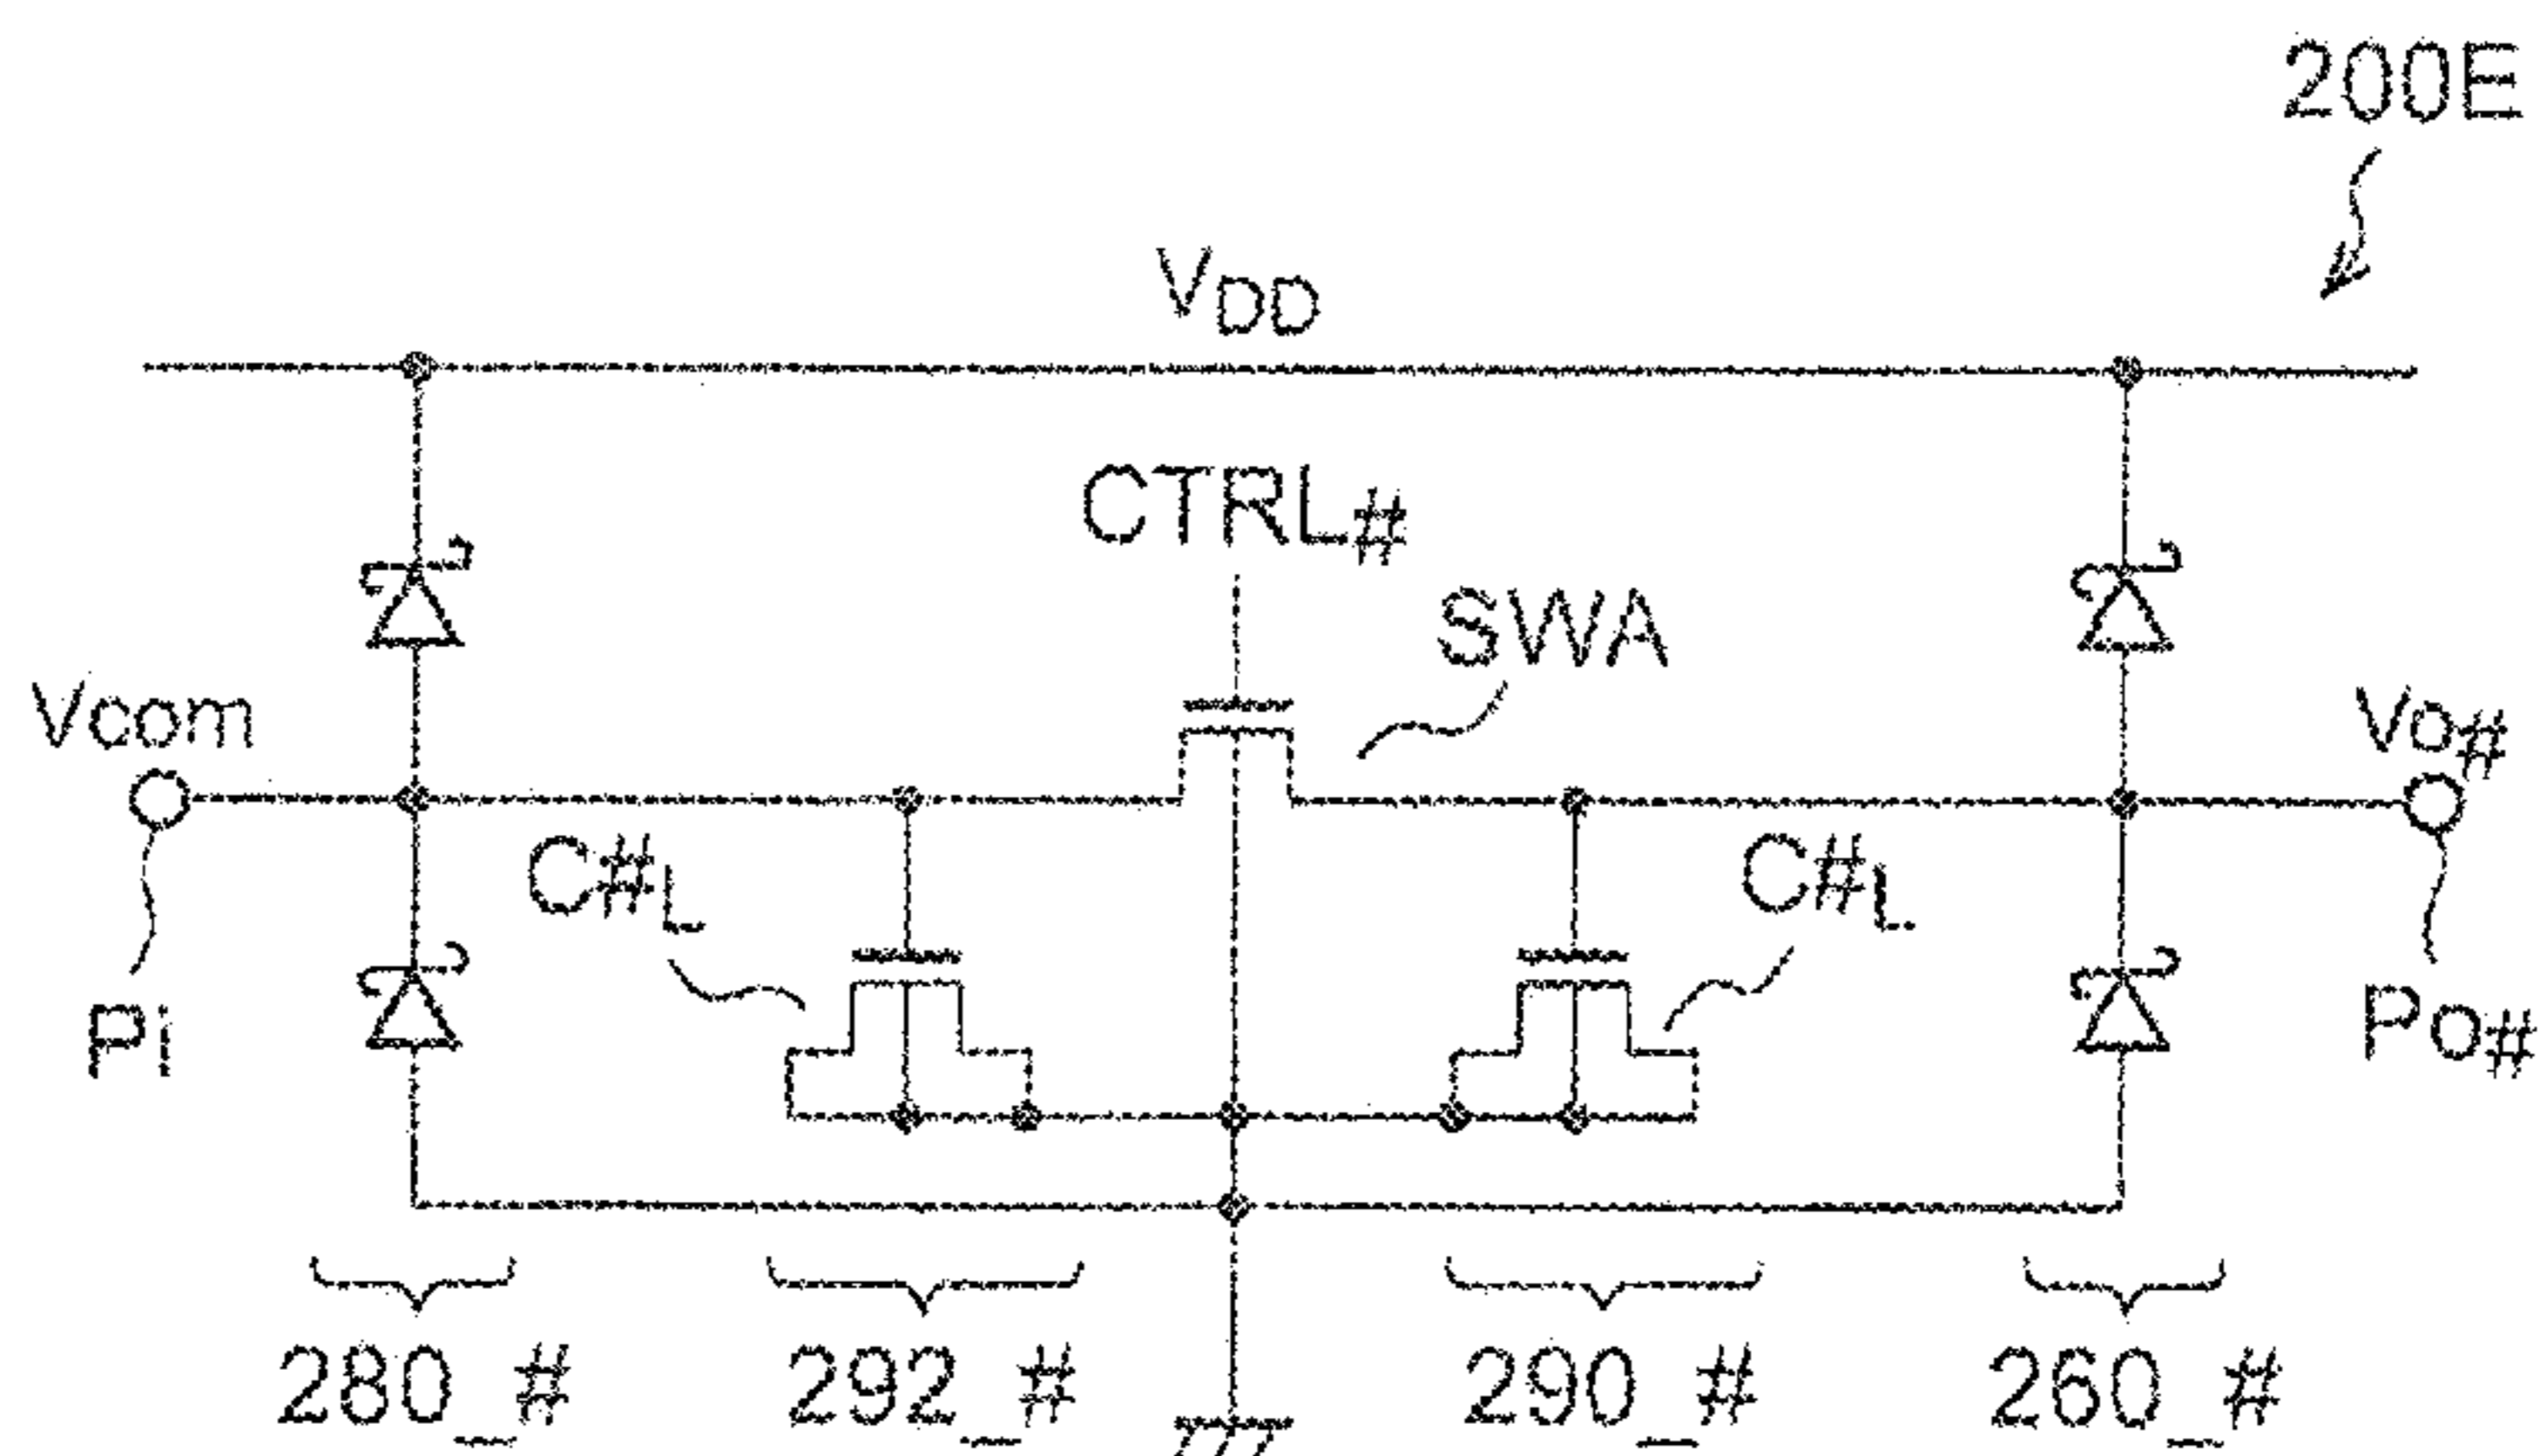 200E
VDD
CTRL#
SWA
Vcom
Vo#
C#L
C#L
Pi
Po#
280_#
292_#
290_#
260_#